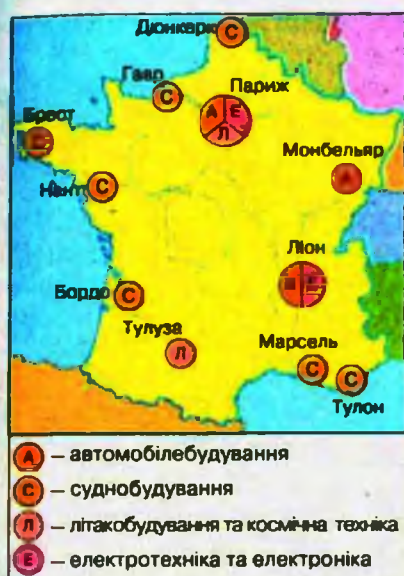 Дюнкерк
С
Гавр
С
Париж
А Е
Л
Брест
Монбельяр
А
Нант
С
Ліон
Бордо
С
Тулуза
Л
Марсель
С
С
Тулон
А – автомобілебудування
С – суднобудування
Л – літакобудування та космічна техніка
Е – електротехніка та електроніка